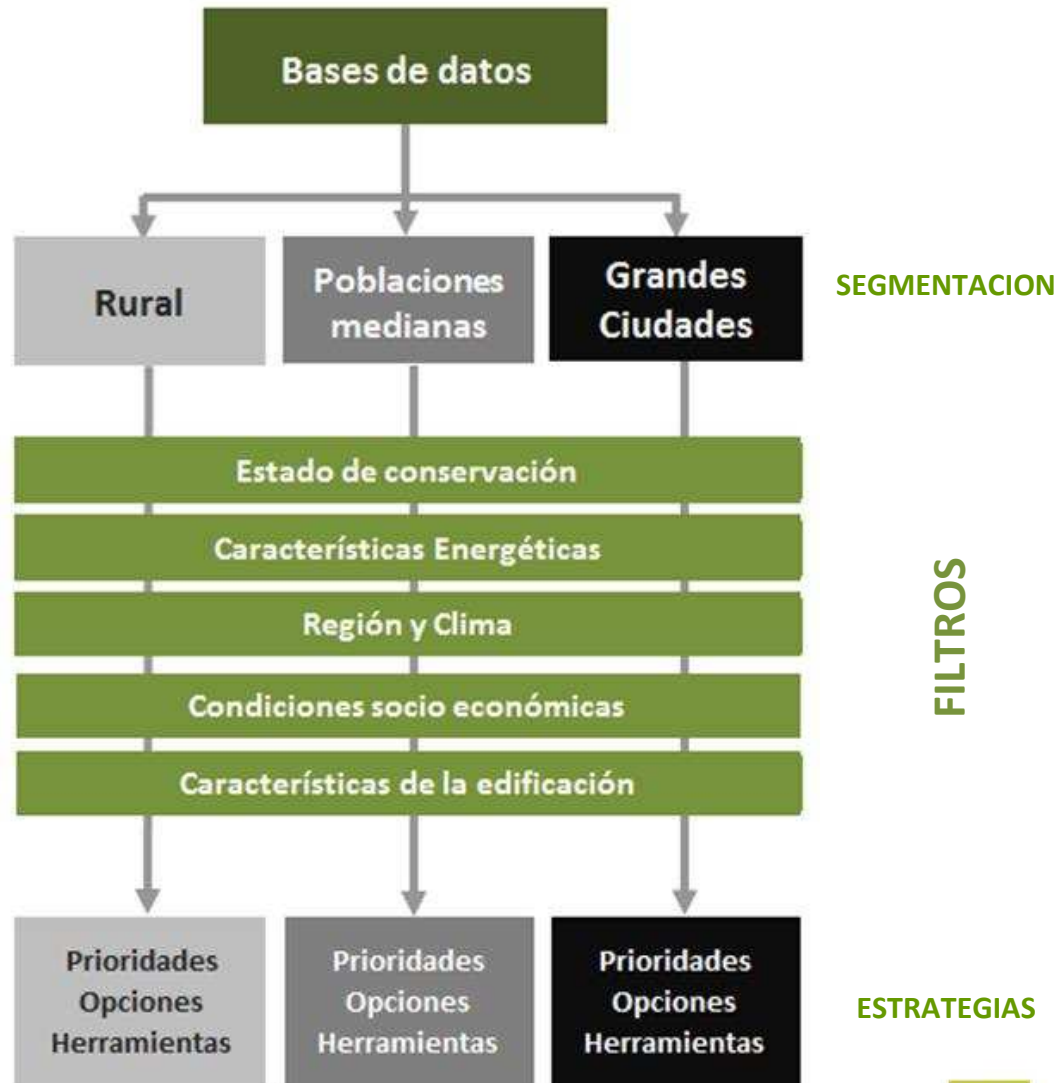 Bases de datos
Rural
Poblaciones
medianas
Grandes
Ciudades
SEGMENTACION
Estado de conservación
Características Energéticas
Región y Clima
Condiciones socio económicas
Características de la edificación
FILTROS
Prioridades
Opciones
Herramientas
Prioridades
Opciones
Herramientas
Prioridades
Opciones
Herramientas
ESTRATEGIAS